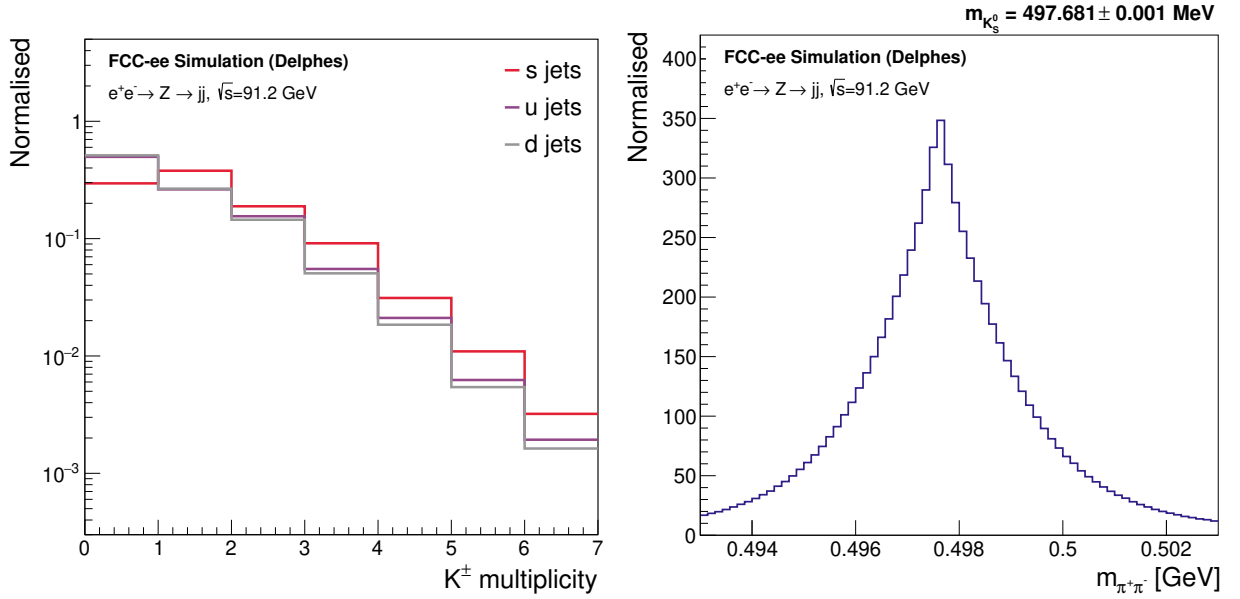 FCC-ee Simulation (Delphes)
e⁺e⁻→ Z → jj, √s=91.2 GeV
s jets
u jets
d jets
Normalised
1
10⁻¹
10⁻²
10⁻³
0 1 2 3 4 5 6 7
K± multiplicity
m_{K_S^0} = 497.681± 0.001 MeV
FCC-ee Simulation (Delphes)
e⁺e⁻→ Z → jj, √s=91.2 GeV
Normalised
400
350
300
250
200
150
100
50
0
0.494 0.496 0.498 0.5 0.502
m_{π⁺π⁻} [GeV]